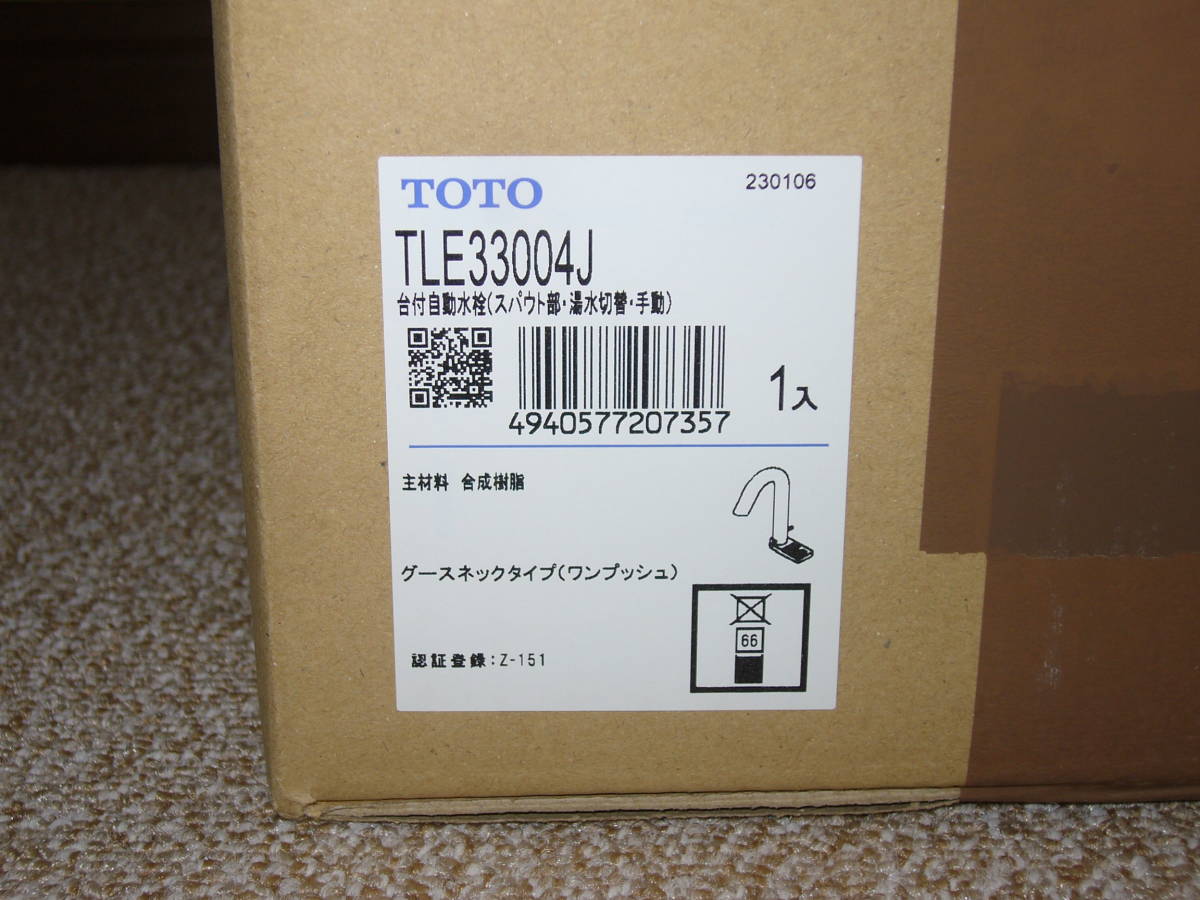 TOTO
230106
TLE33004J
台付自動水栓(スパウト部・湯水切替・手動)
4940577207357
1入
主材料 合成樹脂
グースネックタイプ(ワンプッシュ)
66
認証登録:Z-151